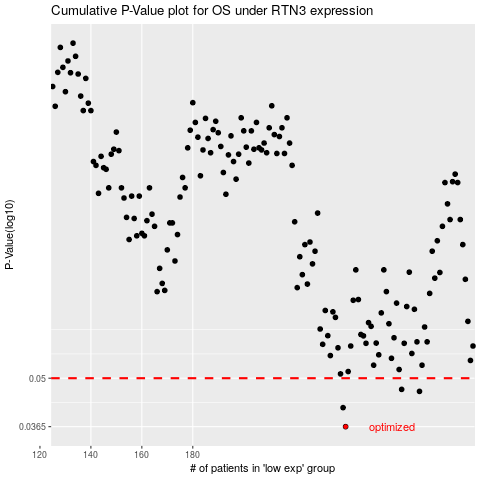 Cumulative P-Value plot for OS under RTN3 expression
P-Value(log10)
0.05
0.0365
optimized
120 140 160 180
# of patients in 'low exp' group